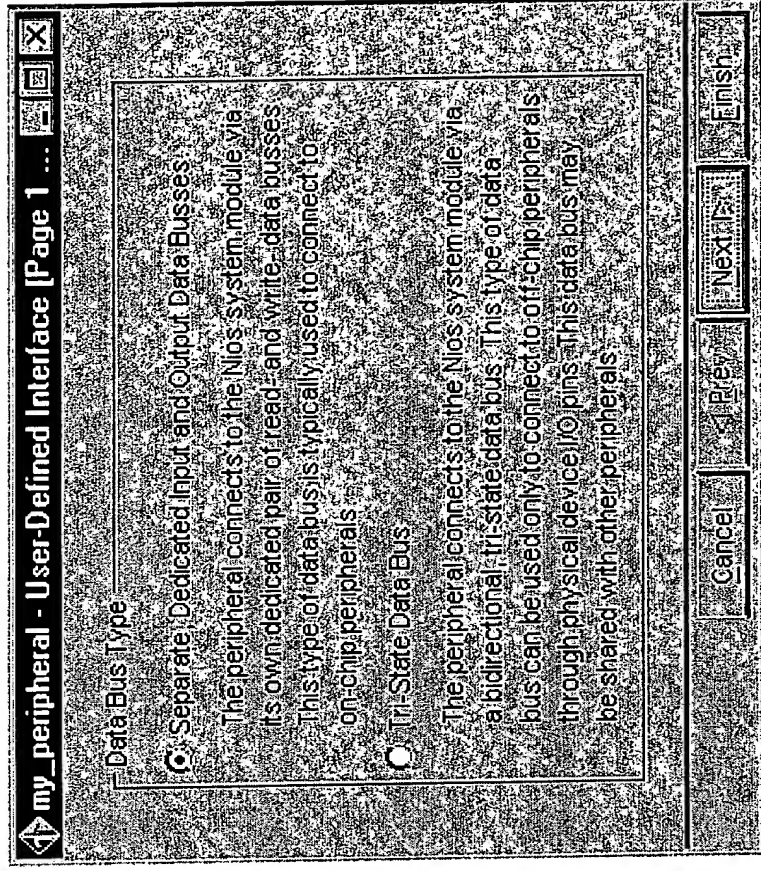 my_peripheral - User-Defined Interface [Page 1 ...
Data Bus Type
Separate, Dedicated Input and Output Data Busses
The peripheral connects to the Nios system module via
its own dedicated pair of read- and write- data busses
This type of data bus is typically used to connect to
on-chip peripherals
Tri-State Data Bus
The peripheral connects to the Nios system module via
a bidirectional, tri-state data bus. This type of data
bus can be used only to connect to off-chip peripherals
through physical device I/O pins. This data bus may
be shared with other peripherals.
Cancel
< Prev
Next >
Finish